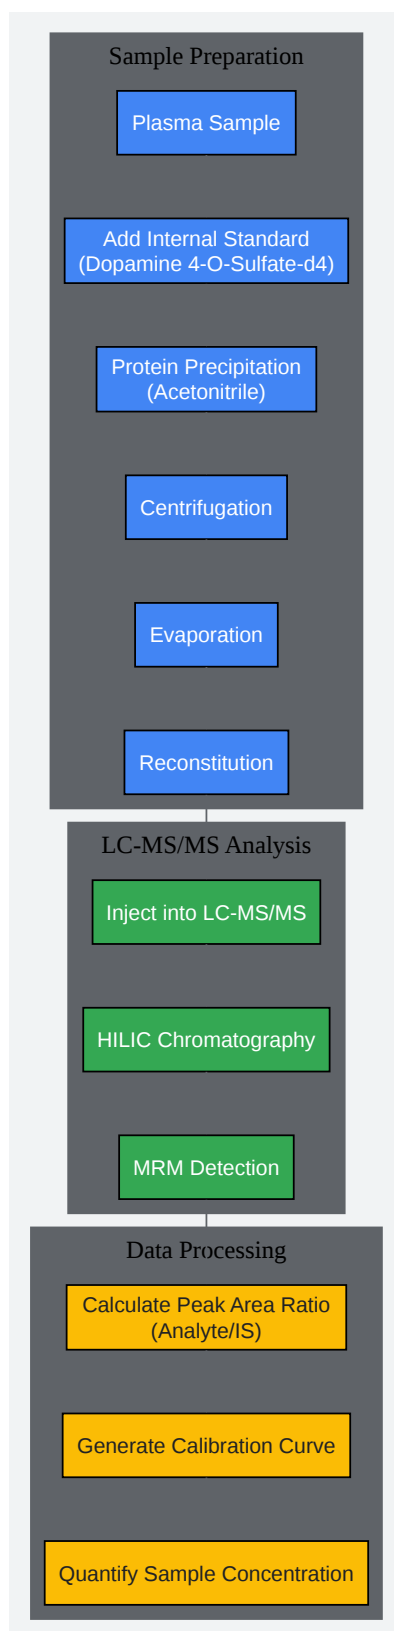 Sample Preparation
Plasma Sample
Add Internal Standard
(Dopamine 4-O-Sulfate-d4)
Protein Precipitation
(Acetonitrile)
Centrifugation
Evaporation
Reconstitution
LC-MS/MS Analysis
Inject into LC-MS/MS
HILIC Chromatography
MRM Detection
Data Processing
Calculate Peak Area Ratio
(Analyte/IS)
Generate Calibration Curve
Quantify Sample Concentration